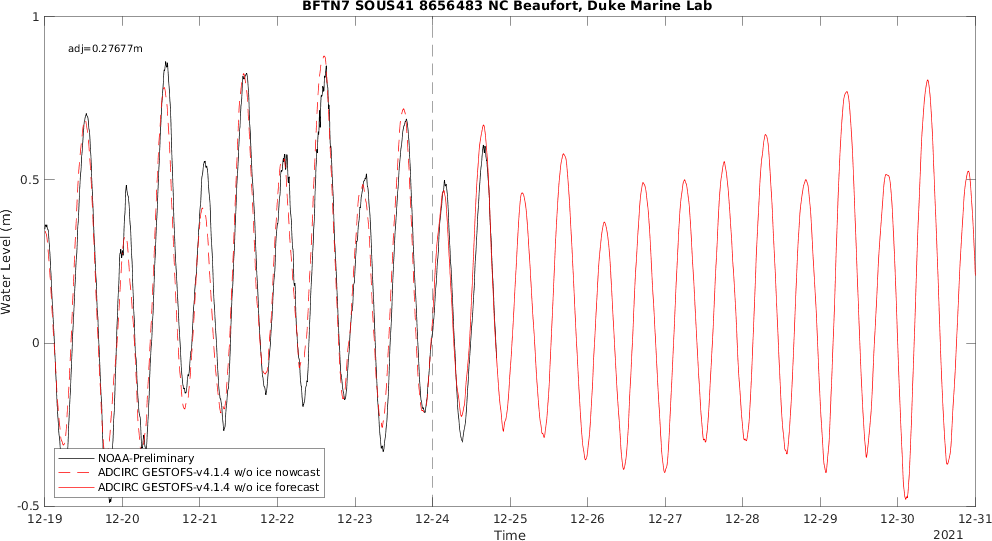 BFTN7 SOUS41 8656483 NC Beaufort, Duke Marine Lab
adj=0.27677m
1
0.5
0
-0.5
Water Level (m)
NOAA-Preliminary
ADCIRC GESTOFS-v4.1.4 w/o ice nowcast
ADCIRC GESTOFS-v4.1.4 w/o ice forecast
12-19 12-20 12-21 12-22 12-23 12-24 12-25 12-26 12-27 12-28 12-29 12-30 12-31
Time
2021